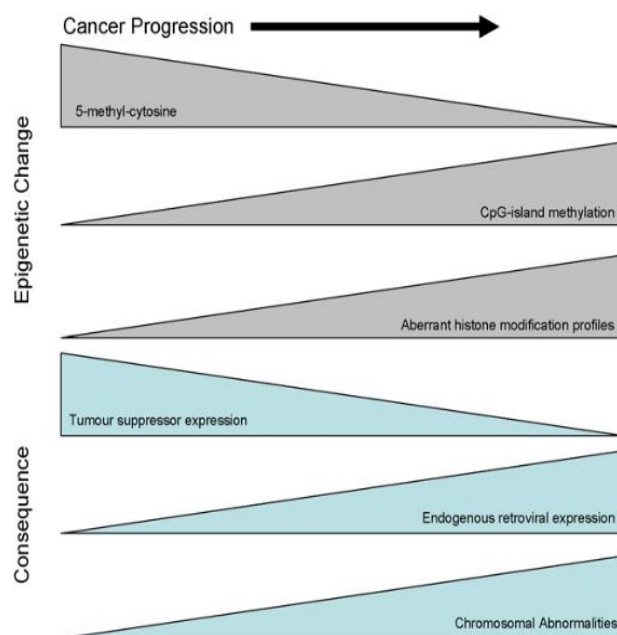 Cancer Progression
Epigenetic Change
5-methyl-cytosine
CpG-island methylation
Aberrant histone modification profiles
Consequence
Tumour suppressor expression
Endogenous retroviral expression
Chromosomal Abnormalities